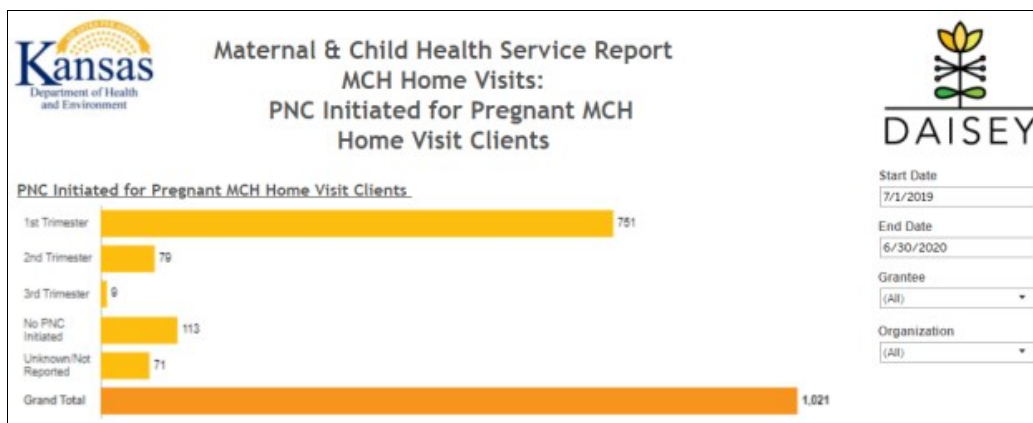 Kansas
Department of Health
and Environment
Maternal & Child Health Service Report
MCH Home Visits:
PNC Initiated for Pregnant MCH
Home Visit Clients
DAISEY
PNC Initiated for Pregnant MCH Home Visit Clients
1st Trimester 751
2nd Trimester 79
3rd Trimester 9
No PNC
Initiated 113
Unknown/Not
Reported 71
Grand Total 1,021
Start Date
7/1/2019
End Date
6/30/2020
Grantee
(All)
Organization
(All)